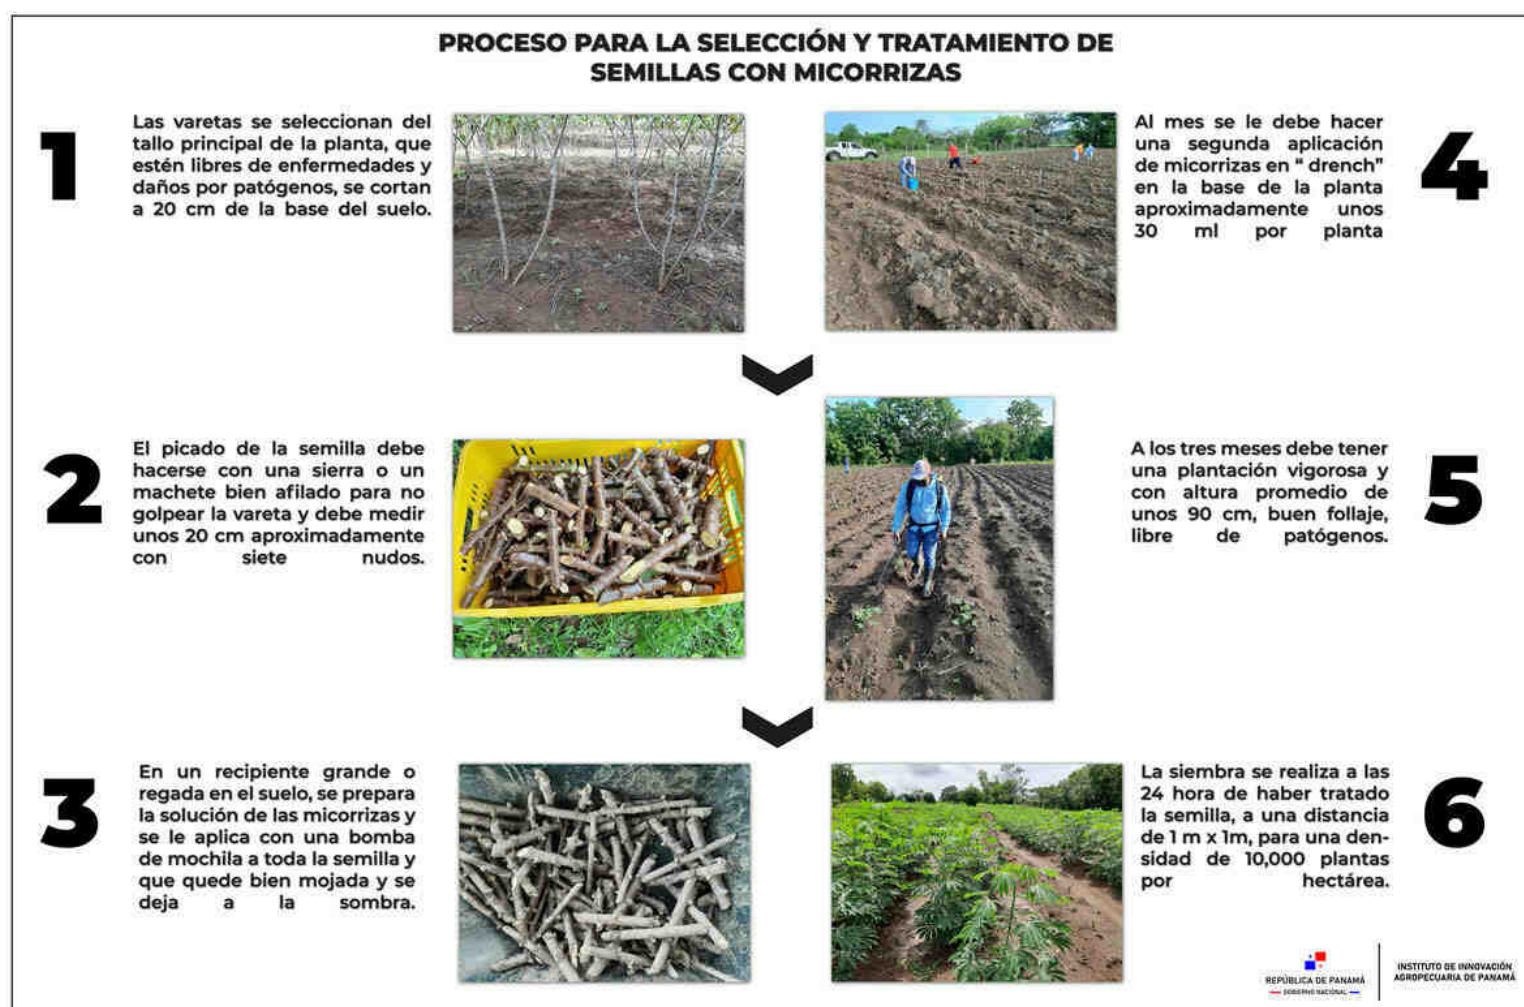 PROCESO PARA LA SELECCIÓN Y TRATAMIENTO DE
SEMILLAS CON MICORRIZAS
1
Las varetas se seleccionan del
tallo principal de la planta, que
estén libres de enfermedades y
daños por patógenos, se cortan
a 20 cm de la base del suelo.
2
El picado de la semilla debe
hacerse con una sierra o un
machete bien afilado para no
golpear la vareta y debe medir
unos 20 cm aproximadamente
con siete nudos.
3
En un recipiente grande o
regada en el suelo, se prepara
la solución de las micorrizas y
se le aplica con una bomba
de mochila a toda la semilla y
que quede bien mojada y se
deja a la sombra.
4
Al mes se le debe hacer
una segunda aplicación
de micorrizas en “ drench”
en la base de la planta
aproximadamente unos
30 ml por planta
5
A los tres meses debe tener
una plantación vigorosa y
con altura promedio de
unos 90 cm, buen follaje,
libre de patógenos.
6
La siembra se realiza a las
24 hora de haber tratado
la semilla, a una distancia
de 1 m x 1m, para una den-
sidad de 10,000 plantas
por hectárea.
REPÚBLICA DE PANAMÁ
GOBIERNO NACIONAL
INSTITUTO DE INNOVACIÓN
AGROPECUARIA DE PANAMÁ